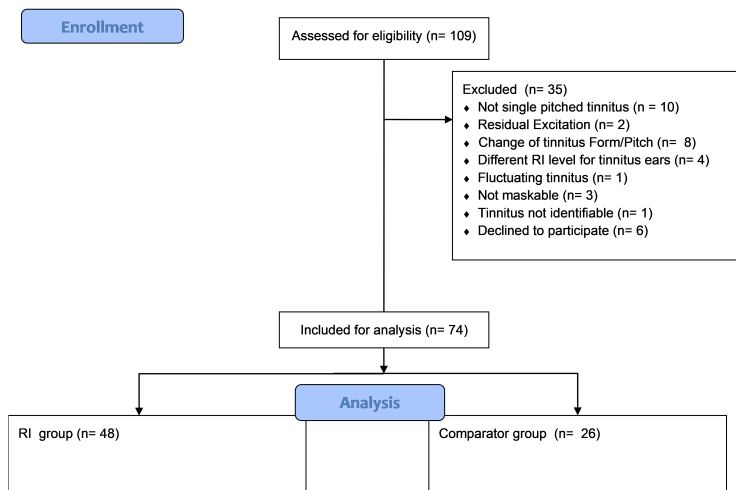 Enrollment
Assessed for eligibility (n= 109)
Excluded (n= 35)
♦ Not single pitched tinnitus (n = 10)
♦ Residual Excitation (n= 2)
♦ Change of tinnitus Form/Pitch (n= 8)
♦ Different RI level for tinnitus ears (n= 4)
♦ Fluctuating tinnitus (n= 1)
♦ Not maskable (n= 3)
♦ Tinnitus not identifiable (n= 1)
♦ Declined to participate (n= 6)
Included for analysis (n= 74)
Analysis
RI group (n= 48)
Comparator group (n= 26)